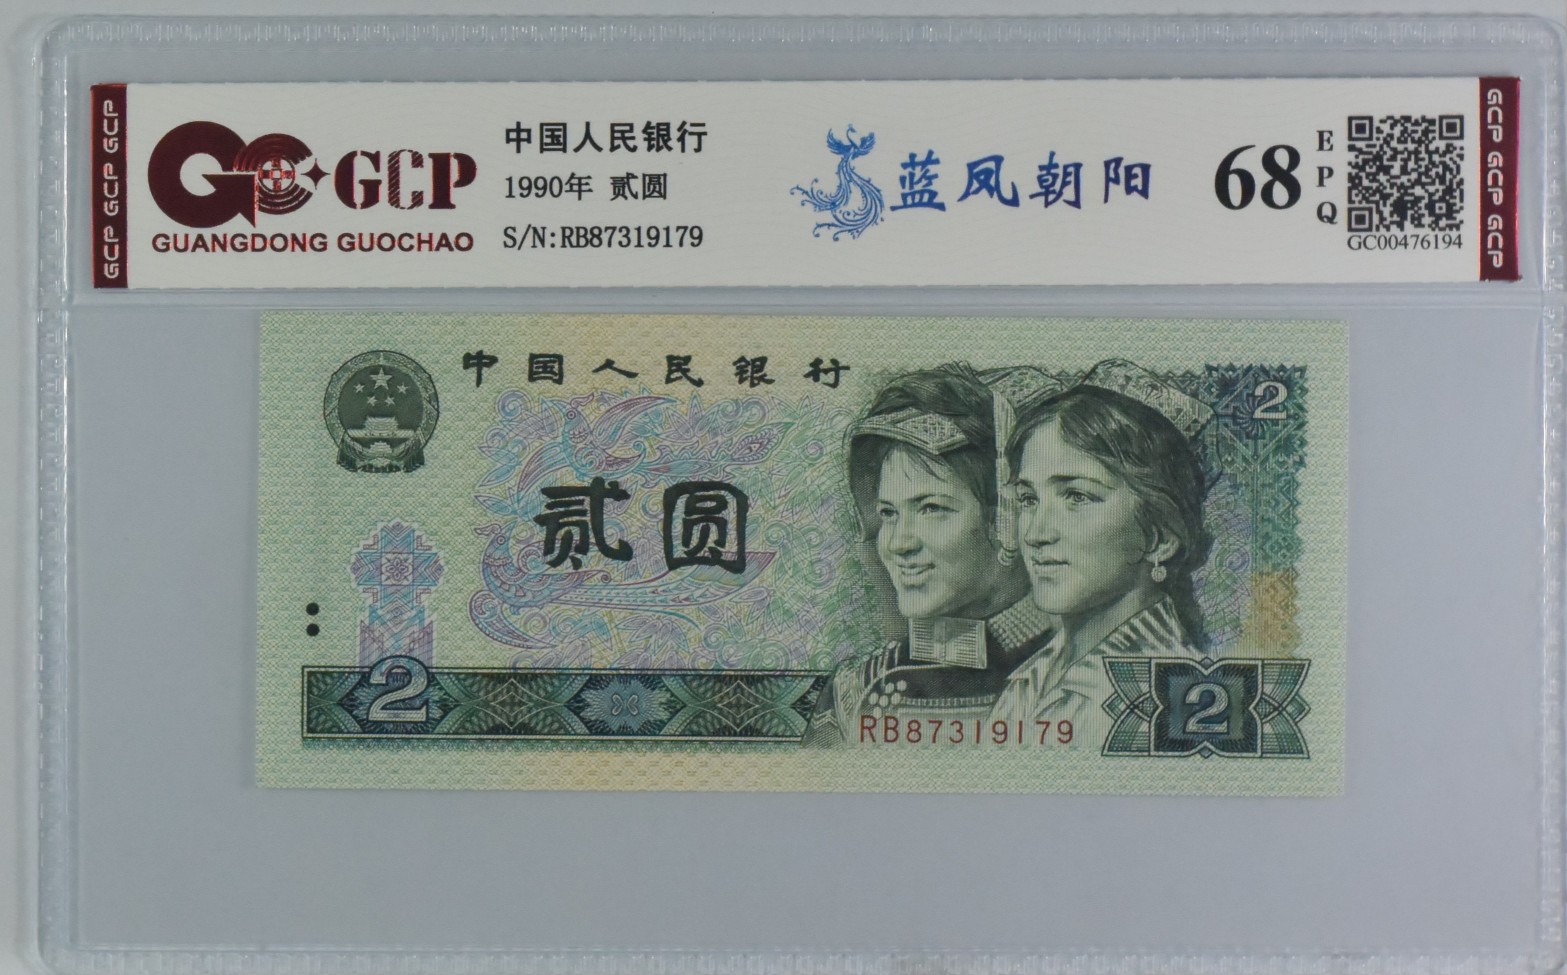 GCP GCP GCP
GCP
GUANGDONG GUOCHAO
中国人民银行
1990年 贰圆
S/N:RB87319179
蓝凤朝阳
68
EPQ
GC00476194
GCP GCP GCP
中国人民银行
2
贰圆
2
RB87319179
2